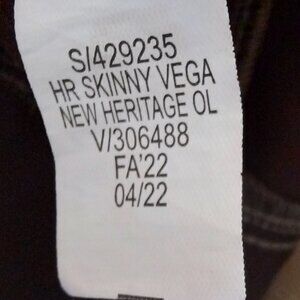 S/429235
HR SKINNY VEGA
NEW HERITAGE OL
V/306488
FA'22
04/22